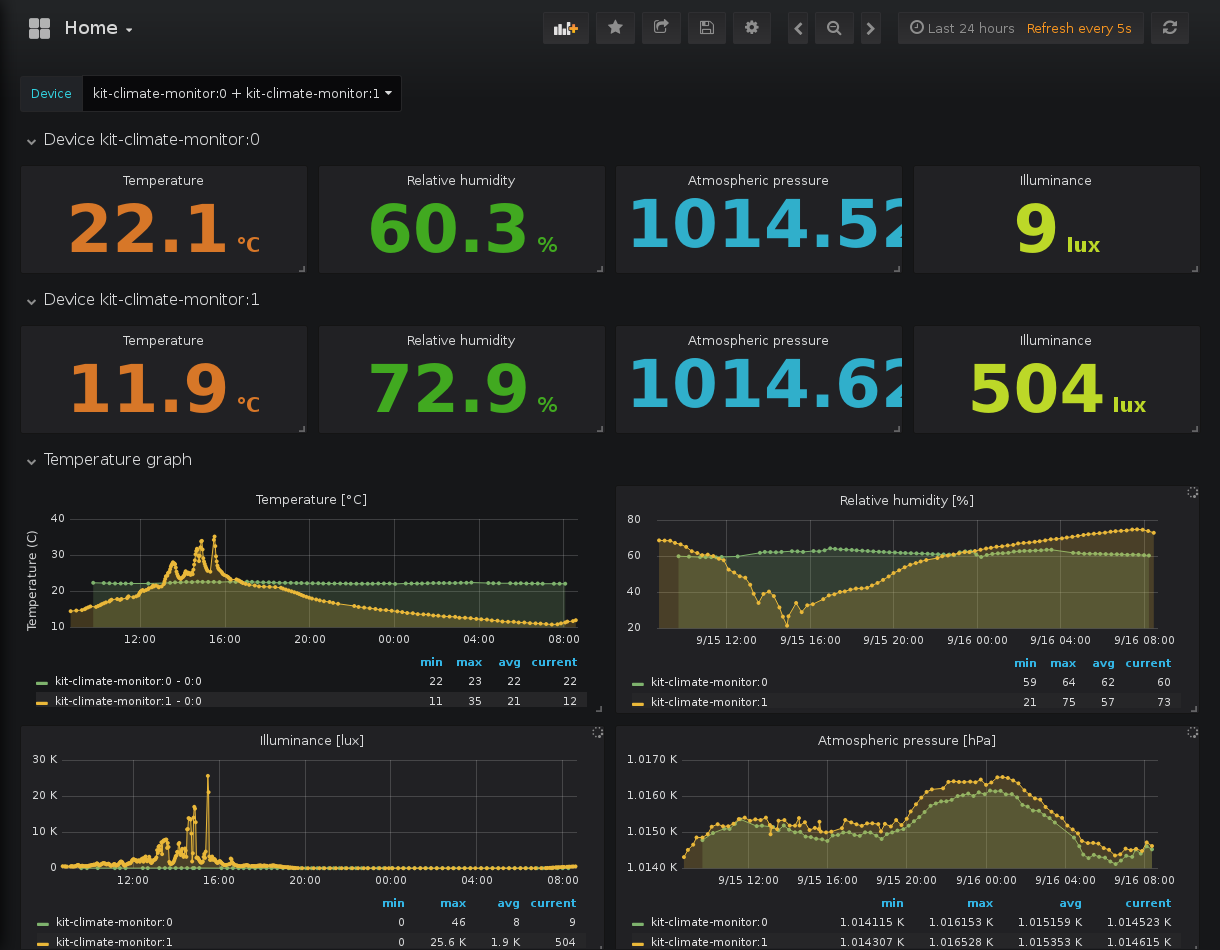 Home
Last 24 hours Refresh every 5s
Device kit-climate-monitor:0 + kit-climate-monitor:1
Device kit-climate-monitor:0
Temperature Relative humidity Atmospheric pressure Illuminance
22.1 °C 60.3 % 1014.52 9 lux
Device kit-climate-monitor:1
Temperature Relative humidity Atmospheric pressure Illuminance
11.9 °C 72.9 % 1014.62 504 lux
Temperature graph
Temperature [°C]
Temperature (C)
40
30
20
10
12:00 16:00 20:00 00:00 04:00 08:00
min max avg current
kit-climate-monitor:0 - 0:0 22 23 22 22
kit-climate-monitor:1 - 0:0 11 35 21 12
Relative humidity [%]
80
60
40
20
9/15 12:00 9/15 16:00 9/15 20:00 9/16 00:00 9/16 04:00 9/16 08:00
min max avg current
kit-climate-monitor:0 59 64 62 60
kit-climate-monitor:1 21 75 57 73
Illuminance [lux]
30 K
20 K
10 K
0
12:00 16:00 20:00 00:00 04:00 08:00
min max avg current
kit-climate-monitor:0 0 46 8 9
kit-climate-monitor:1 0 25.6 K 1.9 K 504
Atmospheric pressure [hPa]
1.0170 K
1.0160 K
1.0150 K
1.0140 K
9/15 12:00 9/15 16:00 9/15 20:00 9/16 00:00 9/16 04:00 9/16 08:00
min max avg current
kit-climate-monitor:0 1.014115 K 1.016153 K 1.015159 K 1.014523 K
kit-climate-monitor:1 1.014307 K 1.016528 K 1.015353 K 1.014615 K